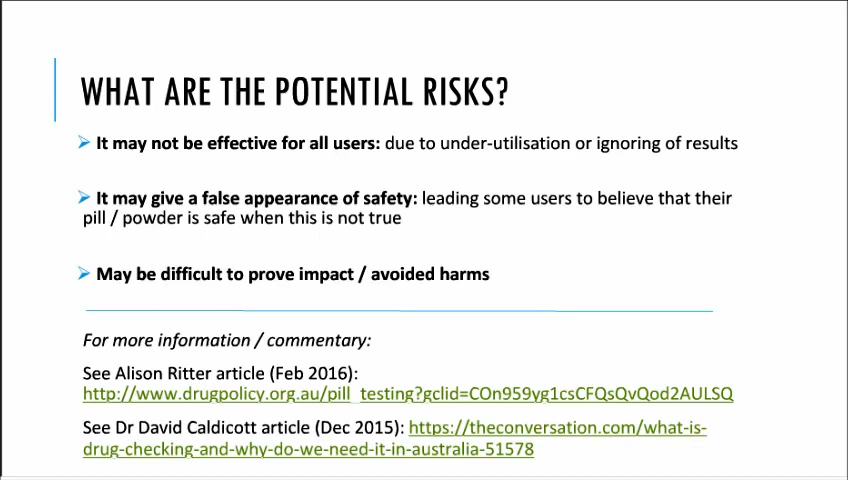 WHAT ARE THE POTENTIAL RISKS?
It may not be effective for all users: due to under-utilisation or ignoring of results
It may give a false appearance of safety: leading some users to believe that their
pill / powder is safe when this is not true
May be difficult to prove impact / avoided harms
For more information / commentary:
See Alison Ritter article (Feb 2016):
http://www.drugpolicy.org.au/pill_testing?gclid=COn959yg1csCFQsQvQod2AULSQ
See Dr David Caldicott article (Dec 2015): https://theconversation.com/what-is-
drug-checking-and-why-do-we-need-it-in-australia-51578